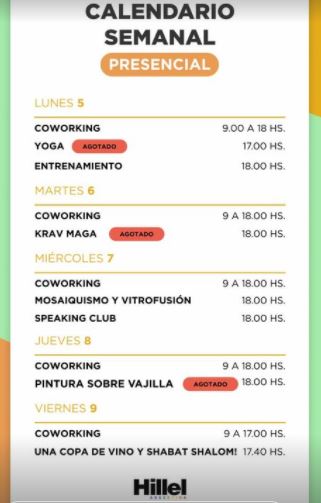 CALENDARIO
SEMANAL
PRESENCIAL
LUNES 5
COWORKING 9.00 A 18 HS.
YOGA AGOTADO 17.00 HS.
ENTRENAMIENTO 18.00 HS.
MARTES 6
COWORKING 9 A 18.00 HS.
KRAV MAGA AGOTADO 18.00 HS.
MIÉRCOLES 7
COWORKING 9 A 18.00 HS.
MOSAIQUISMO Y VITROFUSIÓN 18.00 HS.
SPEAKING CLUB 18.00 HS.
JUEVES 8
COWORKING 9 A 18.00 HS.
PINTURA SOBRE VAJILLA AGOTADO 18.00 HS.
VIERNES 9
COWORKING 9 A 17.00 HS.
UNA COPA DE VINO Y SHABAT SHALOM! 17.40 HS.
Hillel
ARGENTINA